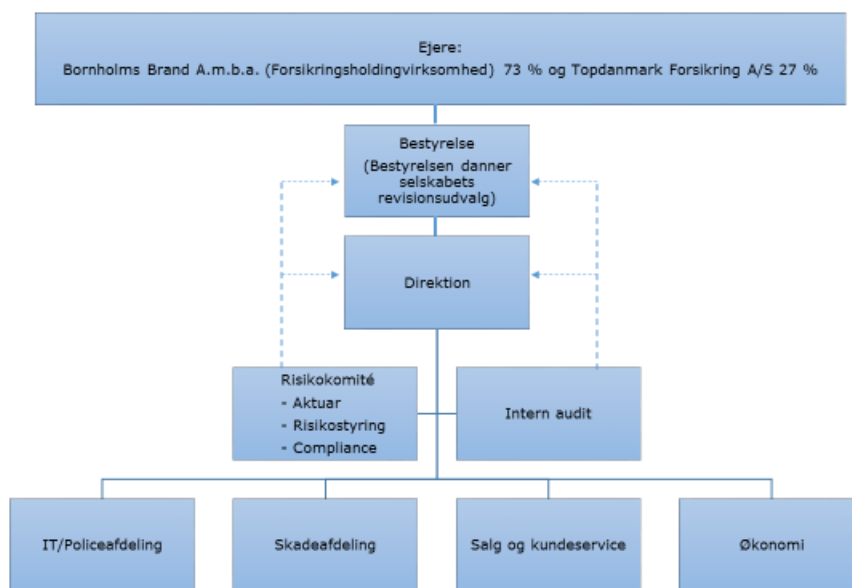 Ejere:
Bornholms Brand A.m.b.a. (Forsikringsholdingvirksomhed) 73 % og Topdanmark Forsikring A/S 27 %
Bestyrelse
(Bestyrelsen danner
selskabets
revisionsudvalg)
Direktion
Risikokomité
- Aktuar
- Risikostyring
- Compliance
Intern audit
IT/Policeafdeling
Skadeafdeling
Salg og kundeservice
Økonomi